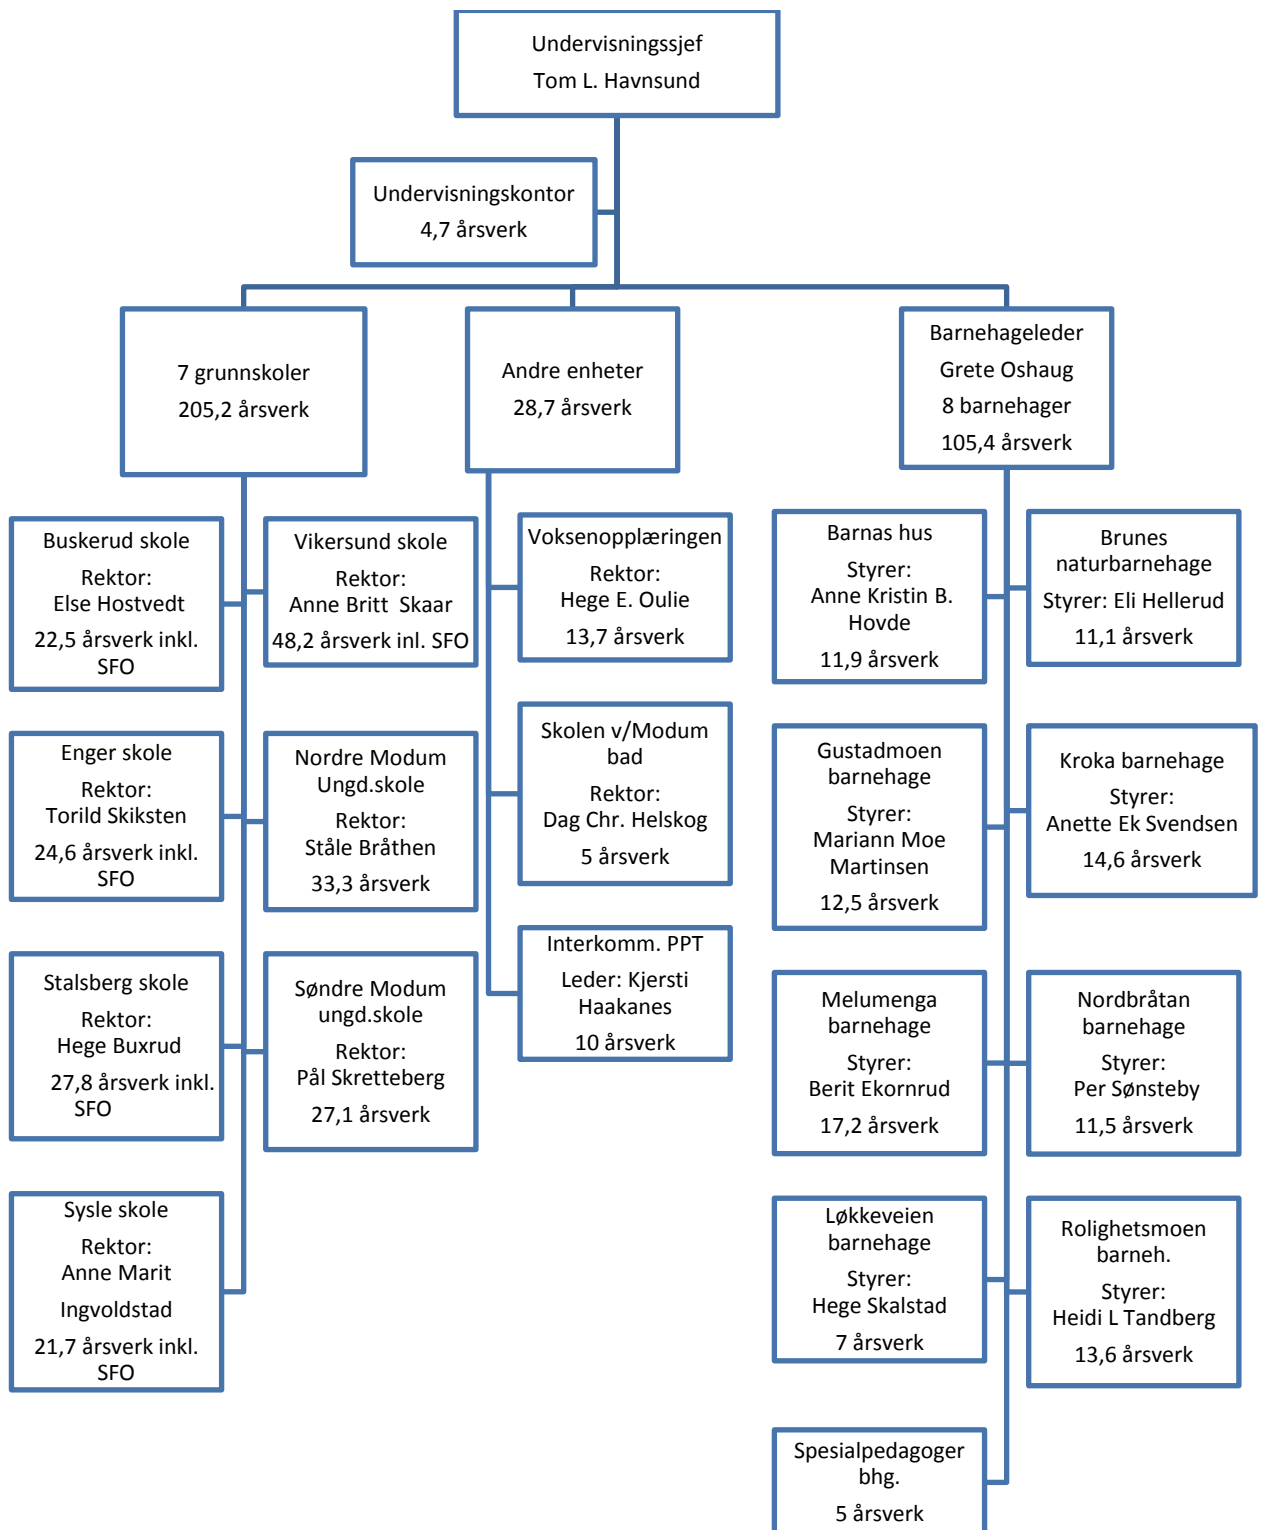 Undervisningssjef
Tom L. Havnsund
Undervisningskontor
4,7 årsverk
7 grunnskoler
205,2 årsverk
Andre enheter
28,7 årsverk
Barnehageleder
Grete Oshaug
8 barnehager
105,4 årsverk
Buskerud skole
Rektor:
Else Hostvedt
22,5 årsverk inkl.
SFO
Vikersund skole
Rektor:
Anne Britt  Skaar
48,2 årsverk inl. SFO
Enger skole
Rektor:
Torild Skiksten
24,6 årsverk inkl.
SFO
Nordre Modum
Ungd.skole
Rektor:
Ståle Bråthen
33,3 årsverk
Stalsberg skole
Rektor:
Hege Buxrud
27,8 årsverk inkl.
SFO
Søndre Modum
ungd.skole
Rektor:
Pål Skretteberg
27,1 årsverk
Sysle skole
Rektor:
Anne Marit
Ingvoldstad
21,7 årsverk inkl.
SFO
Voksenopplæringen
Rektor:
Hege E. Oulie
13,7 årsverk
Skolen v/Modum
bad
Rektor:
Dag Chr. Helskog
5 årsverk
Interkomm. PPT
Leder: Kjersti
Haakanes
10 årsverk
Barnas hus
Styrer:
Anne Kristin B.
Hovde
11,9 årsverk
Brunes
naturbarnehage
Styrer: Eli Hellerud
11,1 årsverk
Gustadmoen
barnehage
Styrer:
Mariann Moe
Martinsen
12,5 årsverk
Kroka barnehage
Styrer:
Anette Ek Svendsen
14,6 årsverk
Melumenga
barnehage
Styrer:
Berit Ekornrud
17,2 årsverk
Nordbråtan
barnehage
Styrer:
Per Sønsteby
11,5 årsverk
Løkkeveien
barnehage
Styrer:
Hege Skalstad
7 årsverk
Rolighetsmoen
barneh.
Styrer:
Heidi L Tandberg
13,6 årsverk
Spesialpedagoger
bhg.
5 årsverk